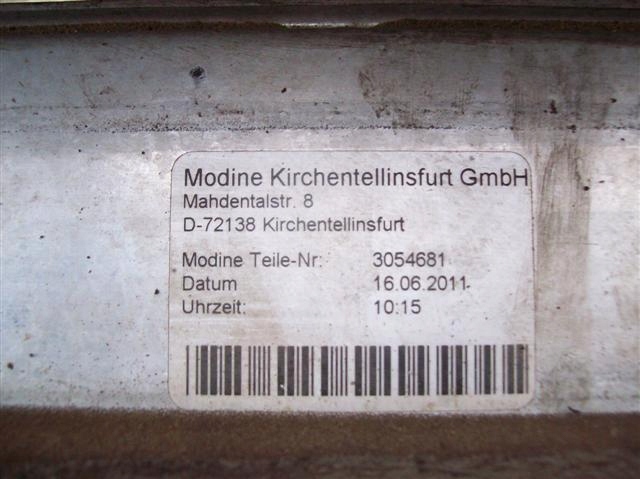 Modine Kirchentellinsfurt GmbH
Mahdentalstr. 8
D-72138 Kirchentellinsfurt
Modine Teile-Nr: 3054681
Datum 16.06.2011
Uhrzeit: 10:15